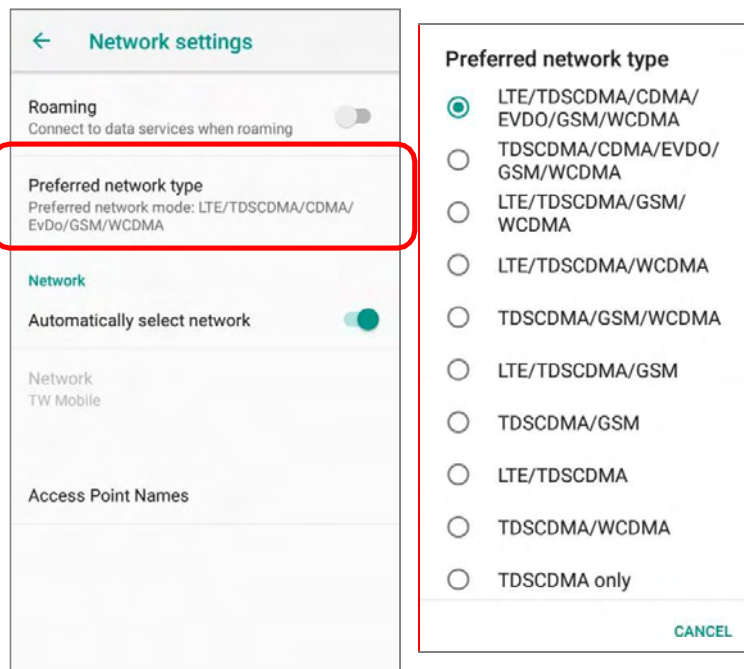 Network settings
Roaming
Connect to data services when roaming
Preferred network type
Preferred network mode: LTE/TDSCDMA/CDMA/
EvDo/GSM/WCDMA
Network
Automatically select network
Network
TW Mobile
Access Point Names
Preferred network type
LTE/TDSCDMA/CDMA/
EVDO/GSM/WCDMA
TDSCDMA/CDMA/EVDO/
GSM/WCDMA
LTE/TDSCDMA/GSM/
WCDMA
LTE/TDSCDMA/WCDMA
TDSCDMA/GSM/WCDMA
LTE/TDSCDMA/GSM
TDSCDMA/GSM
LTE/TDSCDMA
TDSCDMA/WCDMA
TDSCDMA only
CANCEL